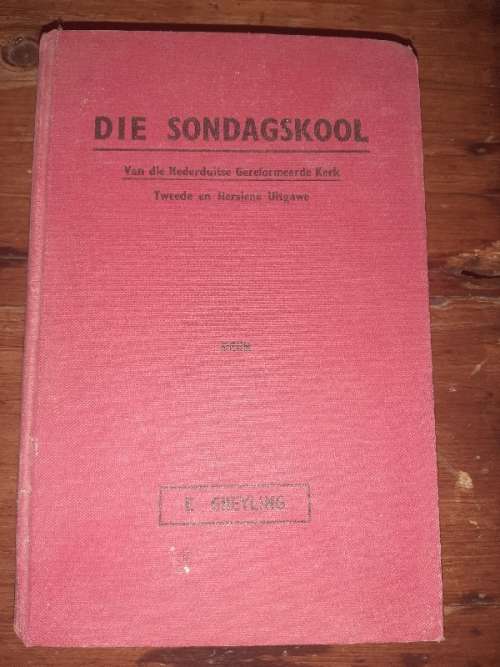 DIE SONDAGSKOOL
Van die Nederduitse Gereformeerde Kerk
Tweede en Hersiene Uitgawe
E GREYLING